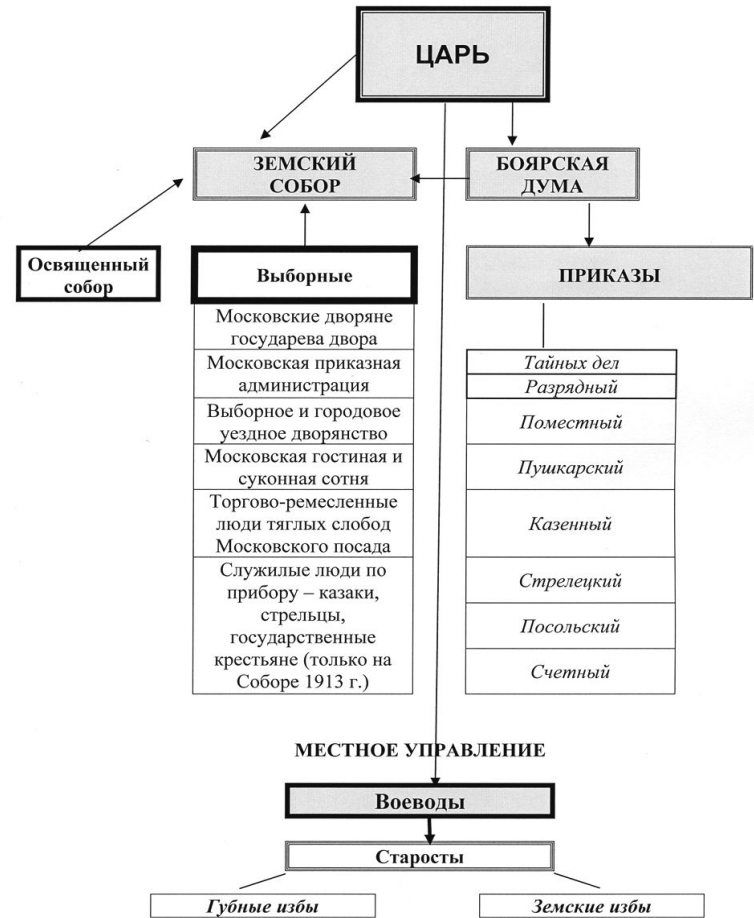 ЦАРЬ
ЗЕМСКИЙ
СОБОР
БОЯРСКАЯ
ДУМА
Освященный
собор
Выборные
ПРИКАЗЫ
Московские дворяне
государева двора
Московская приказная
администрация
Выборное и городовое
уездное дворянство
Московская гостиная и
суконная сотня
Торгово-ремесленные
люди тяглых слобод
Московского посада
Служилые люди по
прибору – казаки,
стрельцы,
государственные
крестьяне (только на
Соборе 1913 г.)
Тайных дел
Разрядный
Поместный
Пушкарский
Казенный
Стрелецкий
Посольский
Счетный
МЕСТНОЕ УПРАВЛЕНИЕ
Воеводы
Старосты
Губные избы
Земские избы